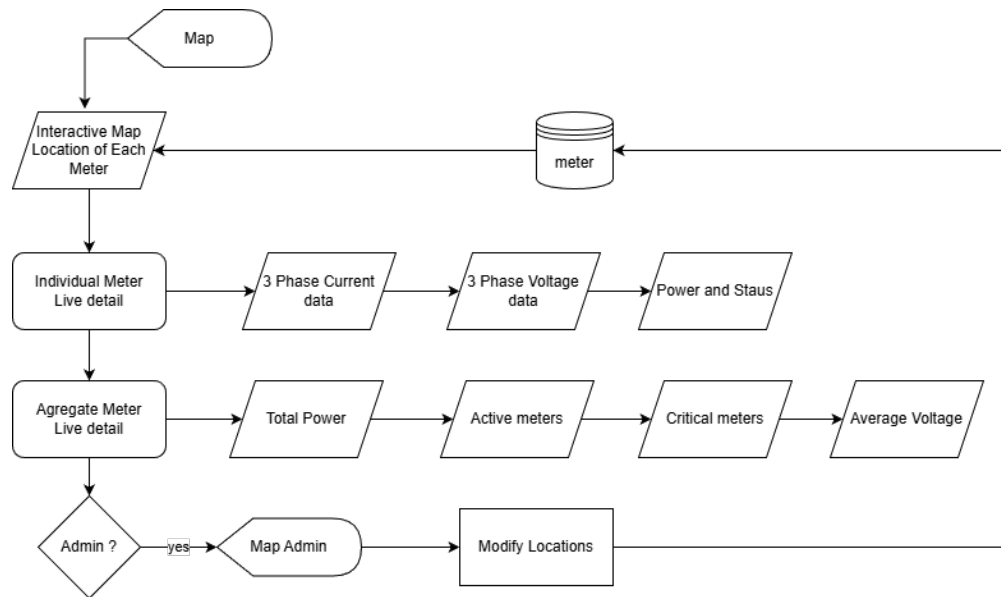 Map
Interactive Map
Location of Each
Meter
meter
Individual Meter
Live detail
3 Phase Current
data
3 Phase Voltage
data
Power and Staus
Agregate Meter
Live detail
Total Power
Active meters
Critical meters
Average Voltage
Admin ?
yes
Map Admin
Modify Locations